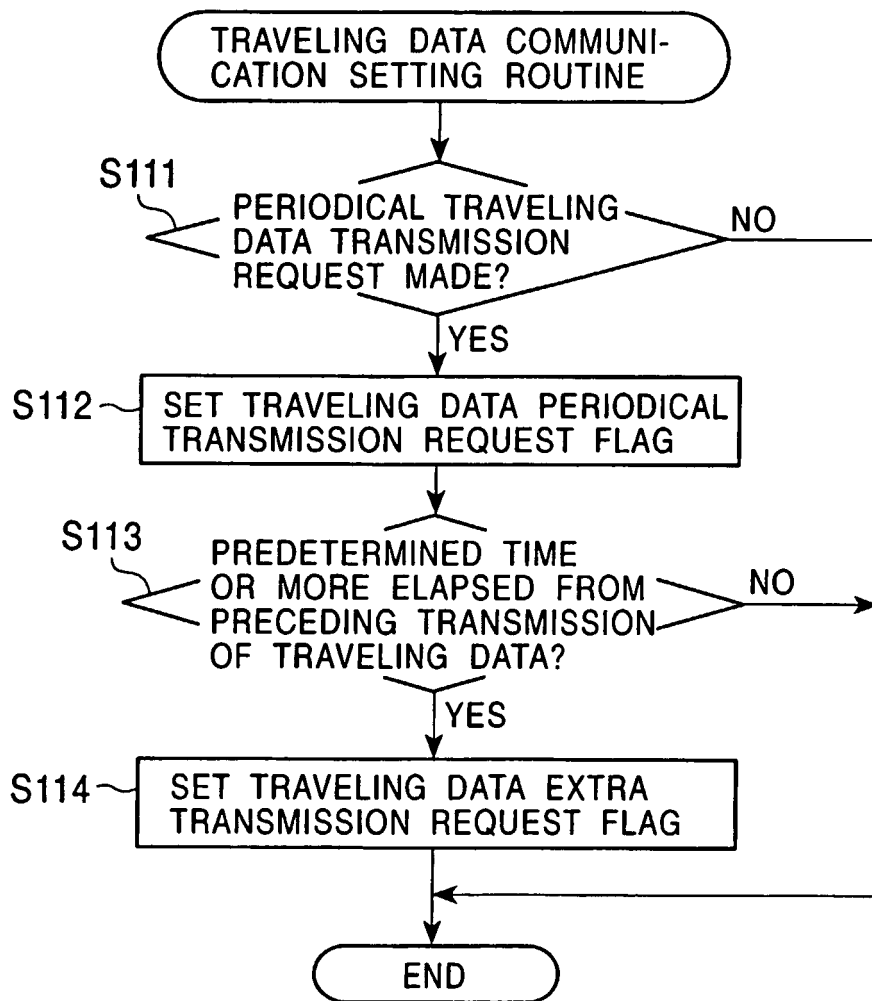 TRAVELING DATA COMMUNI-
CATION SETTING ROUTINE
S111
PERIODICAL TRAVELING
DATA TRANSMISSION
REQUEST MADE?
NO
YES
S112
SET TRAVELING DATA PERIODICAL
TRANSMISSION REQUEST FLAG
S113
PREDETERMINED TIME
OR MORE ELAPSED FROM
PRECEDING TRANSMISSION
OF TRAVELING DATA?
NO
YES
S114
SET TRAVELING DATA EXTRA
TRANSMISSION REQUEST FLAG
END